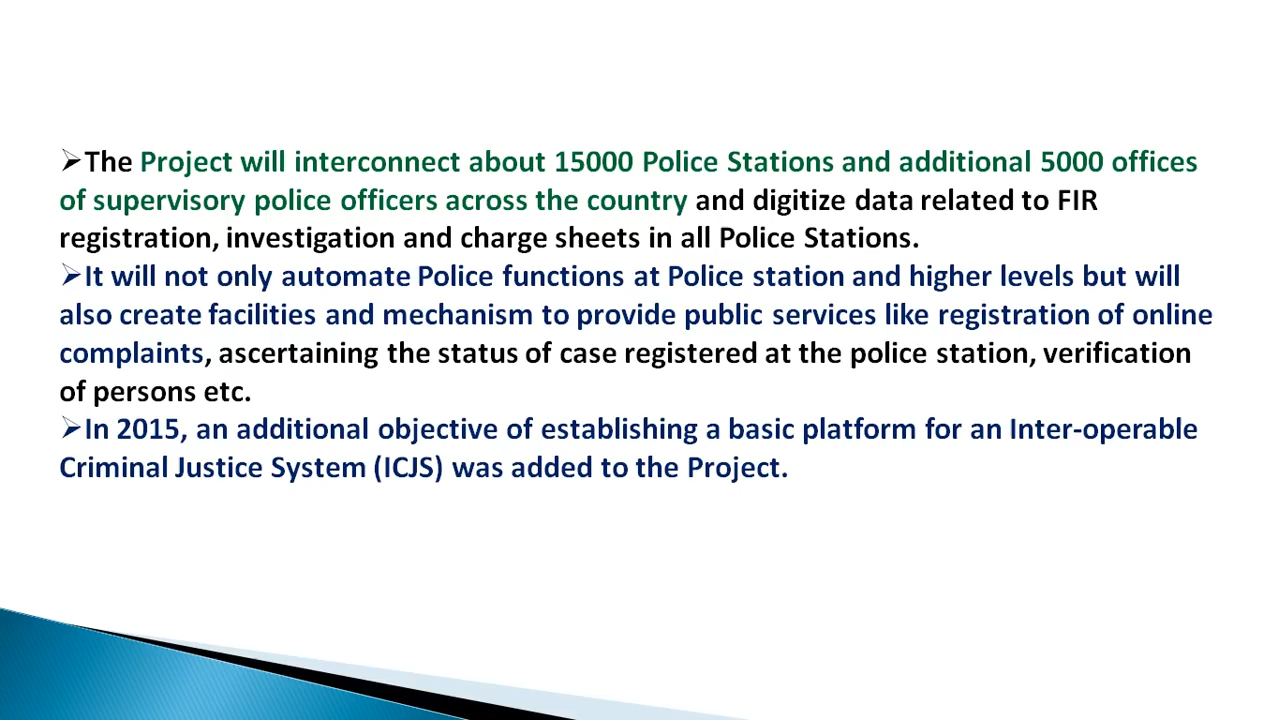 ➢The Project will interconnect about 15000 Police Stations and additional 5000 offices
of supervisory police officers across the country and digitize data related to FIR
registration, investigation and charge sheets in all Police Stations.
➢It will not only automate Police functions at Police station and higher levels but will
also create facilities and mechanism to provide public services like registration of online
complaints, ascertaining the status of case registered at the police station, verification
of persons etc.
➢In 2015, an additional objective of establishing a basic platform for an Inter-operable
Criminal Justice System (ICJS) was added to the Project.